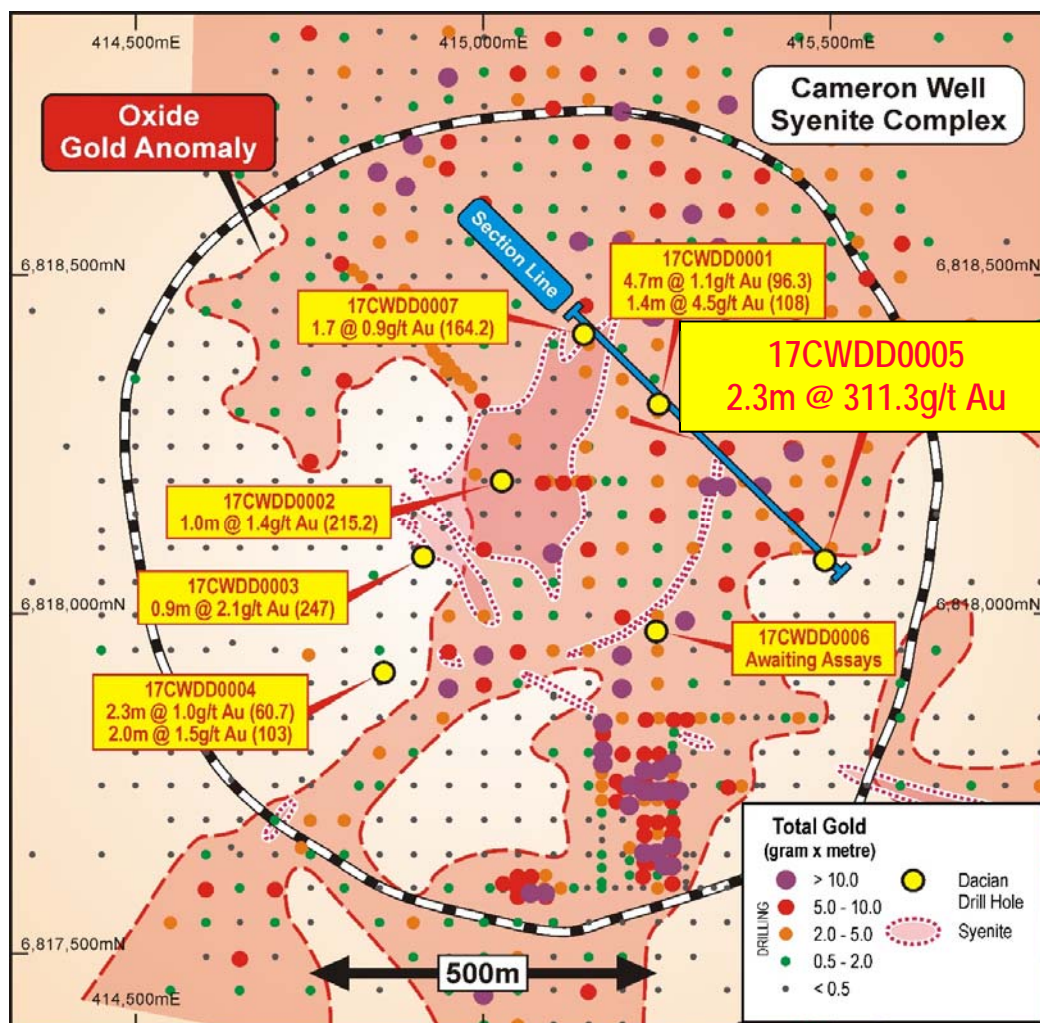 414,500mE
415,000mE
415,500mE
Oxide
Gold Anomaly
Cameron Well
Syenite Complex
Section Line
6,818,500mN
6,818,500mN
17CWDD0001
4.7m @ 1.1g/t Au (96.3)
1.4m @ 4.5g/t Au (108)
17CWDD0007
1.7 @ 0.9g/t Au (164.2)
17CWDD0005
2.3m @ 311.3g/t Au
17CWDD0002
1.0m @ 1.4g/t Au (215.2)
17CWDD0003
0.9m @ 2.1g/t Au (247)
6,818,000mN
6,818,000mN
17CWDD0006
Awaiting Assays
17CWDD0004
2.3m @ 1.0g/t Au (60.7)
2.0m @ 1.5g/t Au (103)
Total Gold
(gram x metre)
DRILLING
> 10.0
5.0 - 10.0
2.0 - 5.0
0.5 - 2.0
< 0.5
Dacian
Drill Hole
Syenite
6,817,500mN
500m
414,500mE